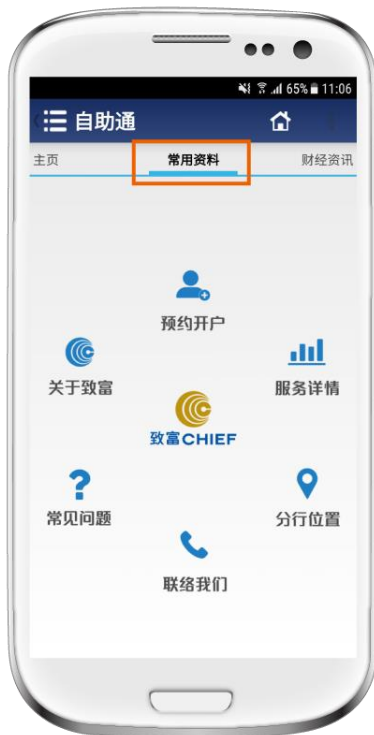 65% 11:06
自助通
主页 常用资料 财经资讯
预约开户
关于致富 服务详情
致富CHIEF
常见问题 分行位置
联络我们